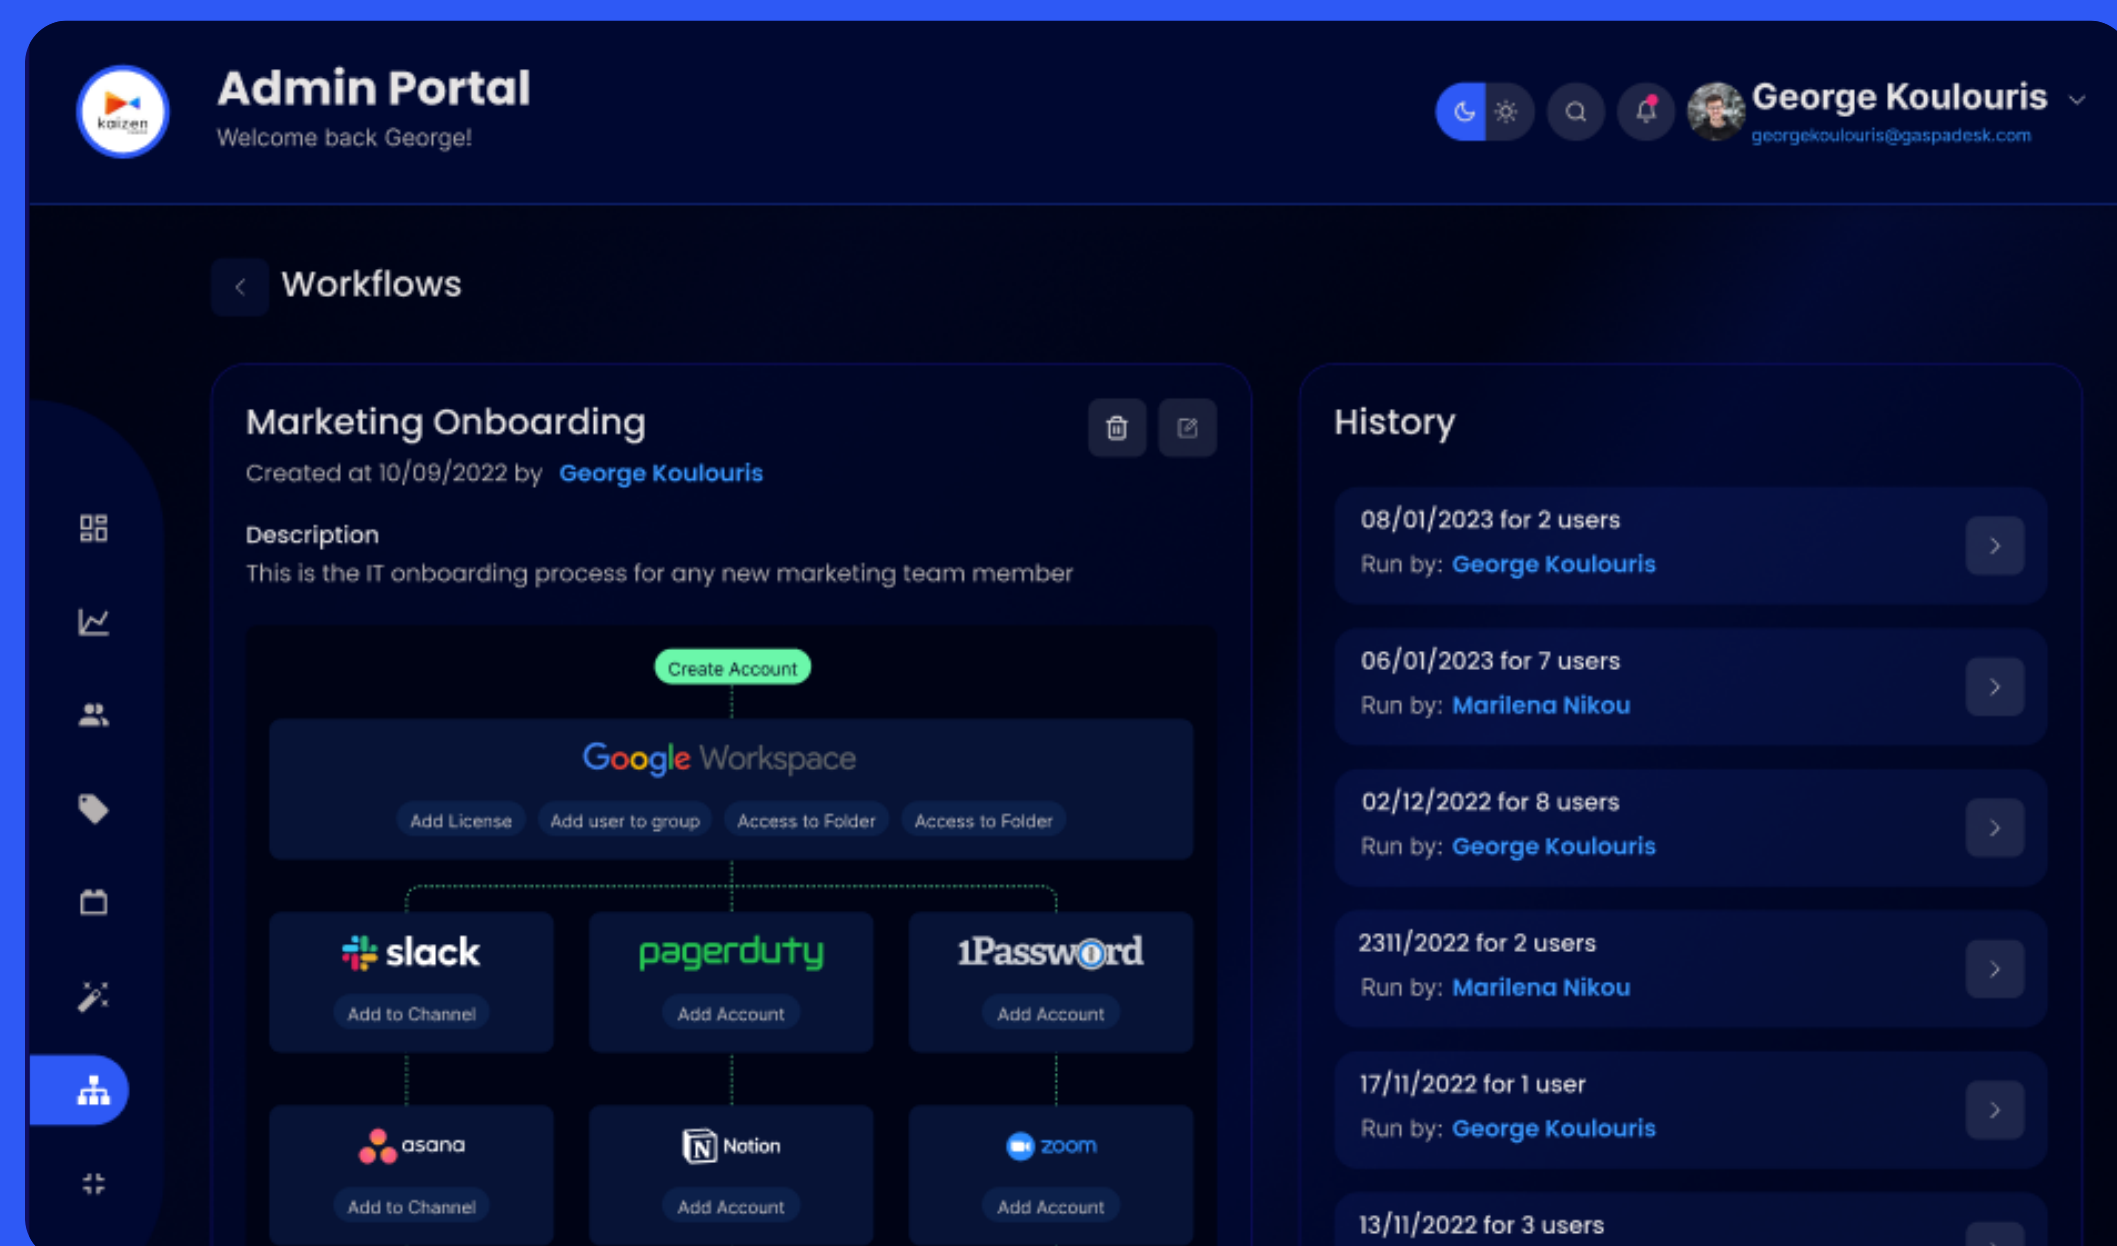 kaizen
Admin Portal
Welcome back George!
George Koulouris
georgekoulouris@gaspadesk.com
Workflows
Marketing Onboarding
Created at 10/09/2022 by George Koulouris
Description
This is the IT onboarding process for any new marketing team member
Create Account
Google Workspace
Add License Add user to group Access to Folder Access to Folder
slack pagerduty 1Password
Add to Channel Add Account Add Account
asana Notion zoom
Add to Channel Add Account Add Account
History
08/01/2023 for 2 users
Run by: George Koulouris
06/01/2023 for 7 users
Run by: Marilena Nikou
02/12/2022 for 8 users
Run by: George Koulouris
2311/2022 for 2 users
Run by: Marilena Nikou
17/11/2022 for 1 user
Run by: George Koulouris
13/11/2022 for 3 users